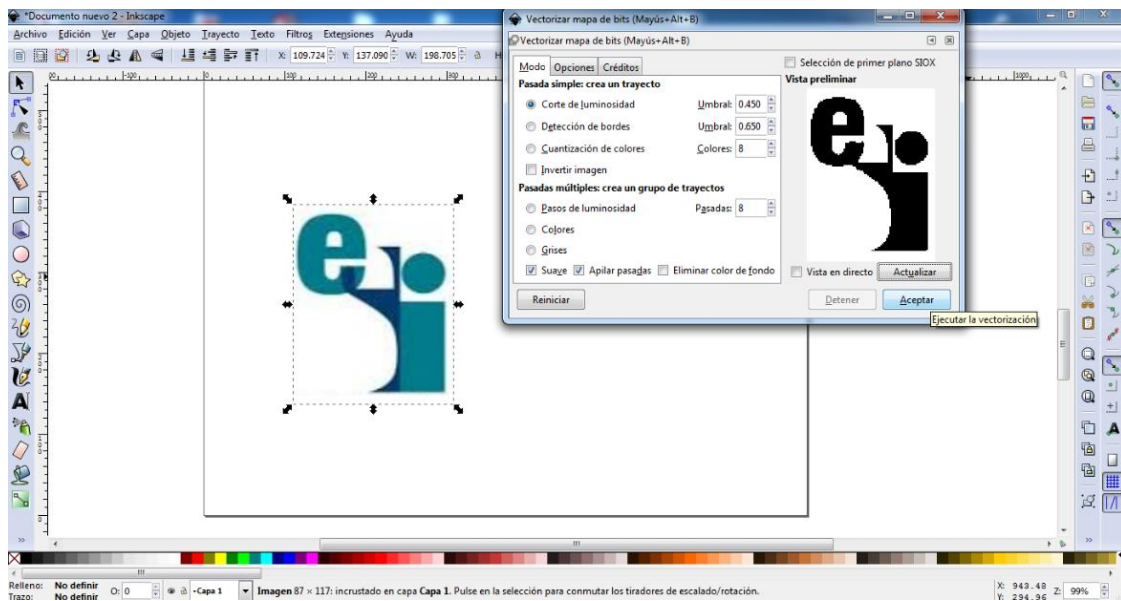 *Documento nuevo 2 - Inkscape
Archivo Edición Ver Capa Objeto Trayecto Texto Filtros Extensiones Ayuda
X: 109.724 Y: 137.090 W: 198.705 H
Vectorizar mapa de bits (Mayús+Alt+B)
Vectorizar mapa de bits (Mayús+Alt+B)
Modo Opciones Créditos
Selección de primer plano SIOX
Pasada simple: crea un trayecto
Vista preliminar
Corte de luminosidad Umbral: 0.450
Detección de bordes Umbral: 0.650
Cuantización de colores Colores: 8
Invertir imagen
Pasadas múltiples: crea un grupo de trayectos
Pasos de luminosidad Pasadas: 8
Colores
Grises
Suave Apilar pasadas Eliminar color de fondo
Vista en directo Actualizar
Reiniciar Detener Aceptar
Ejecutar la vectorización
esi
esi
Relleno: No definir
Trazo: No definir
O: 0
-Capa 1
Imagen 87 × 117: incrustado en capa Capa 1. Pulse en la selección para conmutar los tiradores de escalado/rotación.
X: 943.48
Y: 294.96
Z: 99%